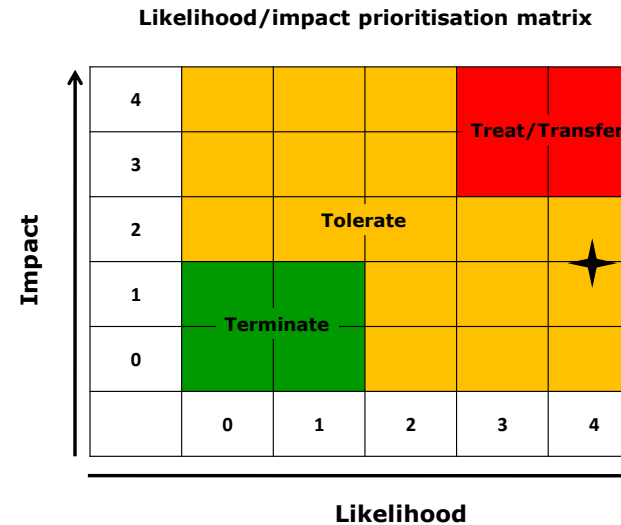 Likelihood/impact prioritisation matrix
4
Treat/Transfer
3
Impact
2
Tolerate
1
Terminate
0
0 1 2 3 4
Likelihood